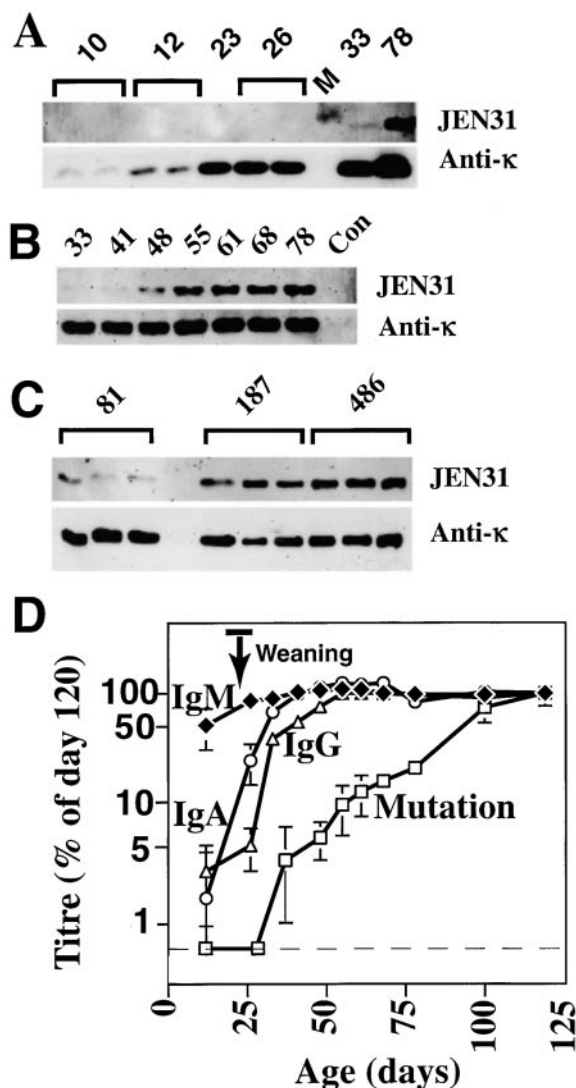 A
10 12 23 26 M 33 78
JEN31
Anti-κ
B
33 41 48 55 61 68 78 Con
JEN31
Anti-κ
C
81 187 486
JEN31
Anti-κ
D
Weaning
IgM
IgG
IgA
Mutation
100
50
10
5
1
Titre (% of day 120)
0 25 50 75 100 125
Age (days)